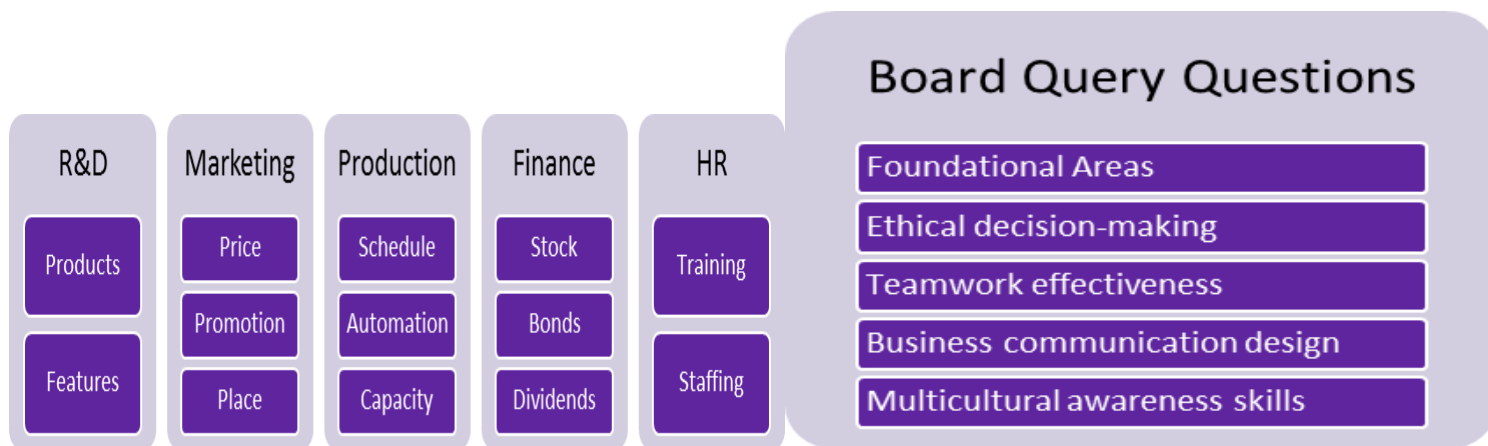 R&D
Products
Features
Marketing
Price
Promotion
Place
Production
Schedule
Automation
Capacity
Finance
Stock
Bonds
Dividends
HR
Training
Staffing
Board Query Questions
Foundational Areas
Ethical decision-making
Teamwork effectiveness
Business communication design
Multicultural awareness skills